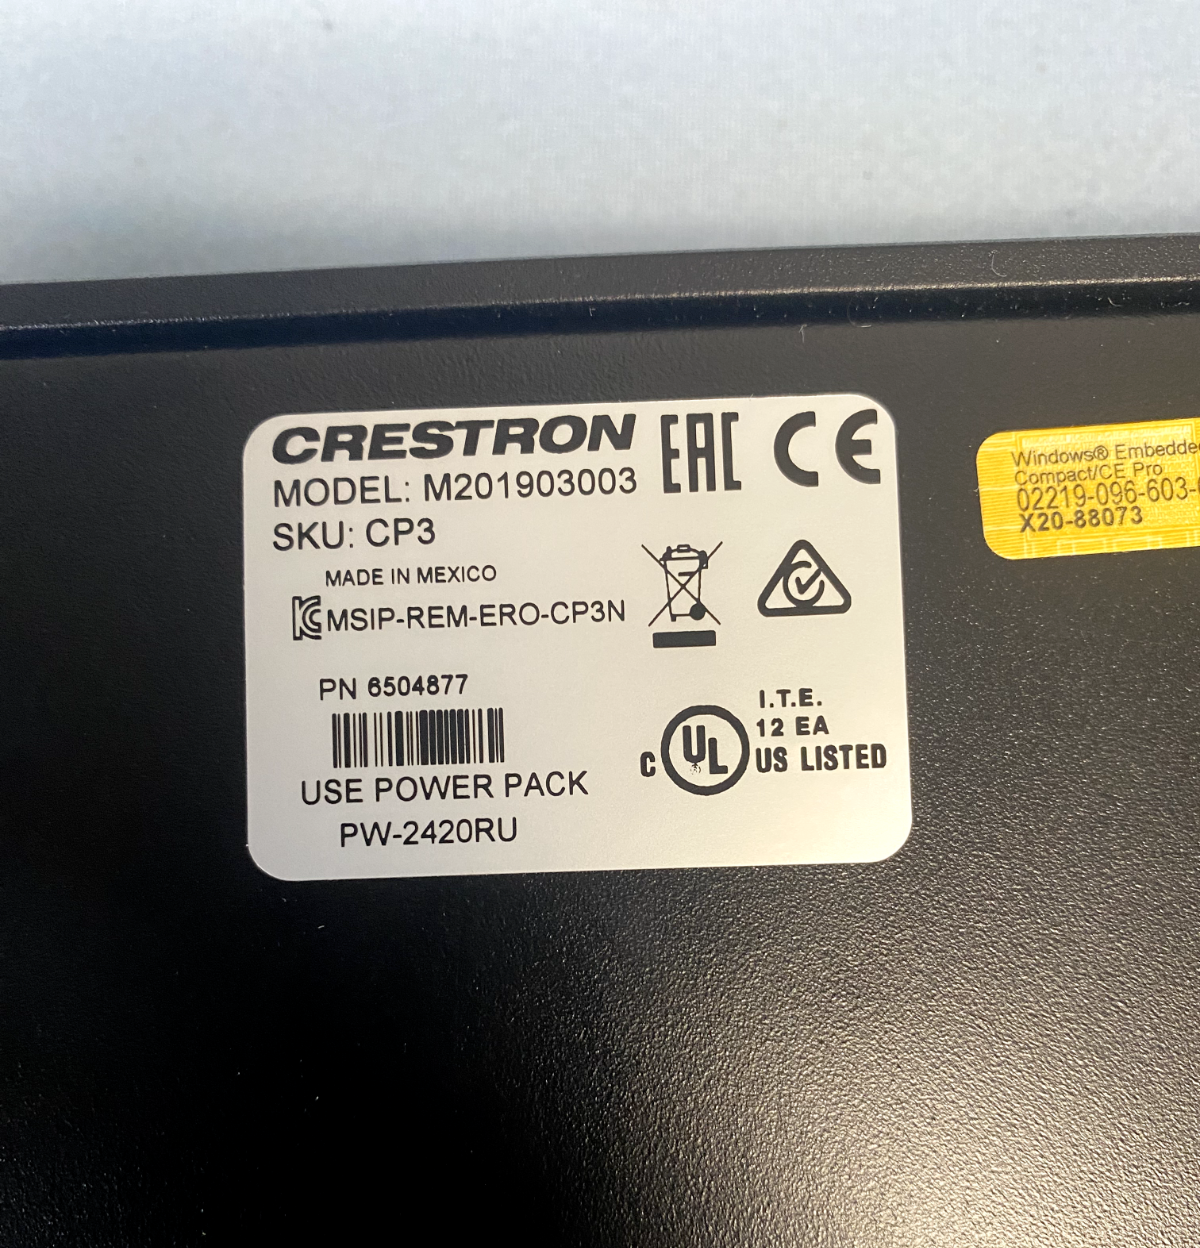 CRESTRON
EAC CE
MODEL: M201903003
SKU: CP3
MADE IN MEXICO
MSIP-REM-ERO-CP3N
PN 6504877
USE POWER PACK
PW-2420RU
I.T.E.
12 EA
C UL US LISTED
Windows® Embedded
Compact/CE Pro
02219-096-603-
X20-88073